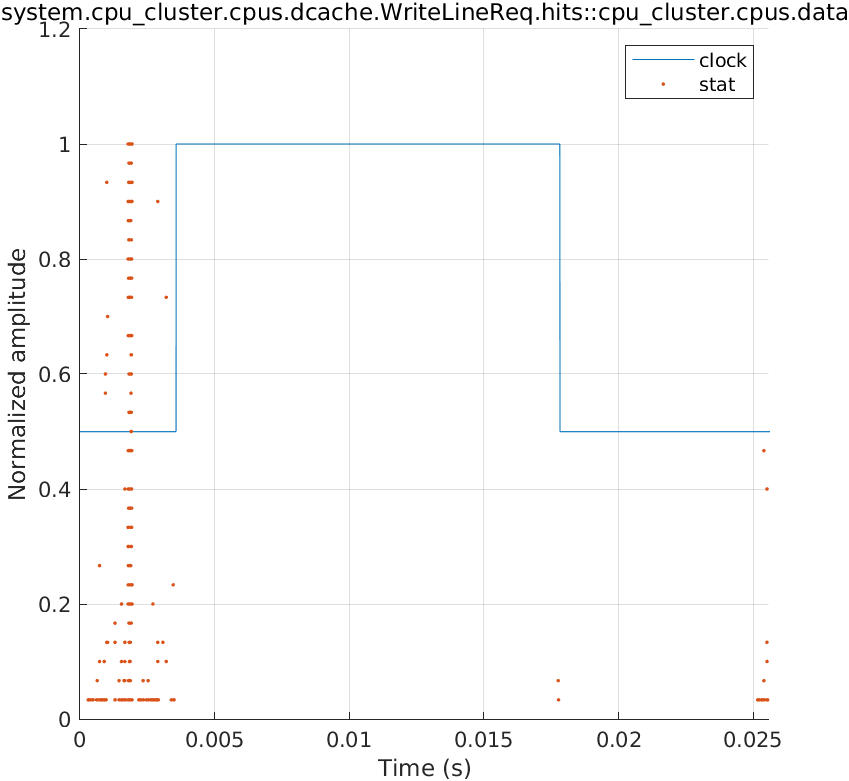 system.cpu_cluster.cpus.dcache.WriteLineReq.hits::cpu_cluster.cpus.data
1.2
clock
stat
1
0.8
0.6
0.4
0.2
0
Normalized amplitude
0
0.005
0.01
0.015
0.02
0.025
Time (s)